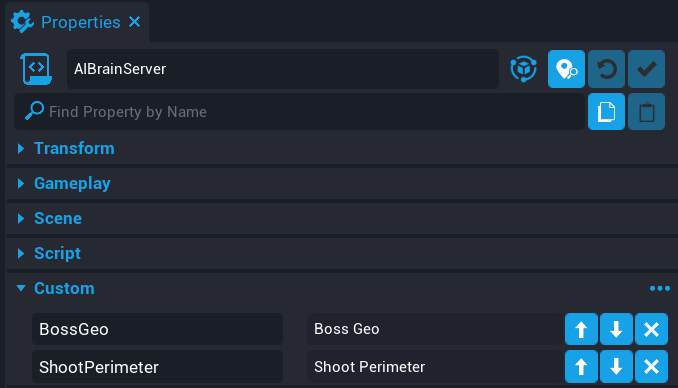 Properties
AIBrainServer
Find Property by Name
Transform
Gameplay
Scene
Script
Custom
BossGeo Boss Geo
ShootPerimeter Shoot Perimeter